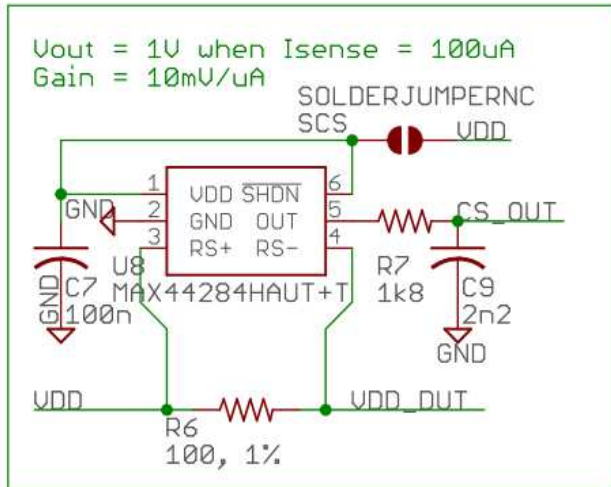 Vout = 1V when Isense = 100uA
Gain = 10mV/uA
SOLDERJUMPERNC
SCS
VDD
1 VDD SHDN 6
GND
2 GND OUT 5
CS_OUT
3 RS+ RS- 4
U8
MAX44284HAUT+T
R7
1k8
C7
100n
GND
C9
2n2
GND
VDD
VDD_DUT
R6
100, 1%